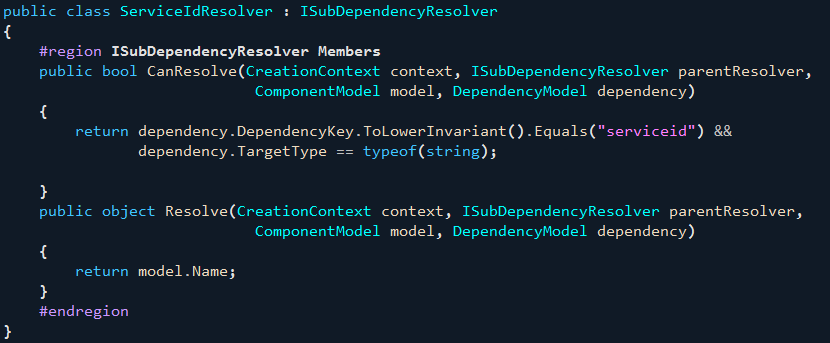 public class ServiceIdResolver : ISubDependencyResolver
{
    #region ISubDependencyResolver Members
    public bool CanResolve(CreationContext context, ISubDependencyResolver parentResolver,
                            ComponentModel model, DependencyModel dependency)
    {
        return dependency.DependencyKey.ToLowerInvariant().Equals("serviceid") &&
               dependency.TargetType == typeof(string);

    }
    public object Resolve(CreationContext context, ISubDependencyResolver parentResolver,
                            ComponentModel model, DependencyModel dependency)
    {
        return model.Name;
    }
    #endregion
}